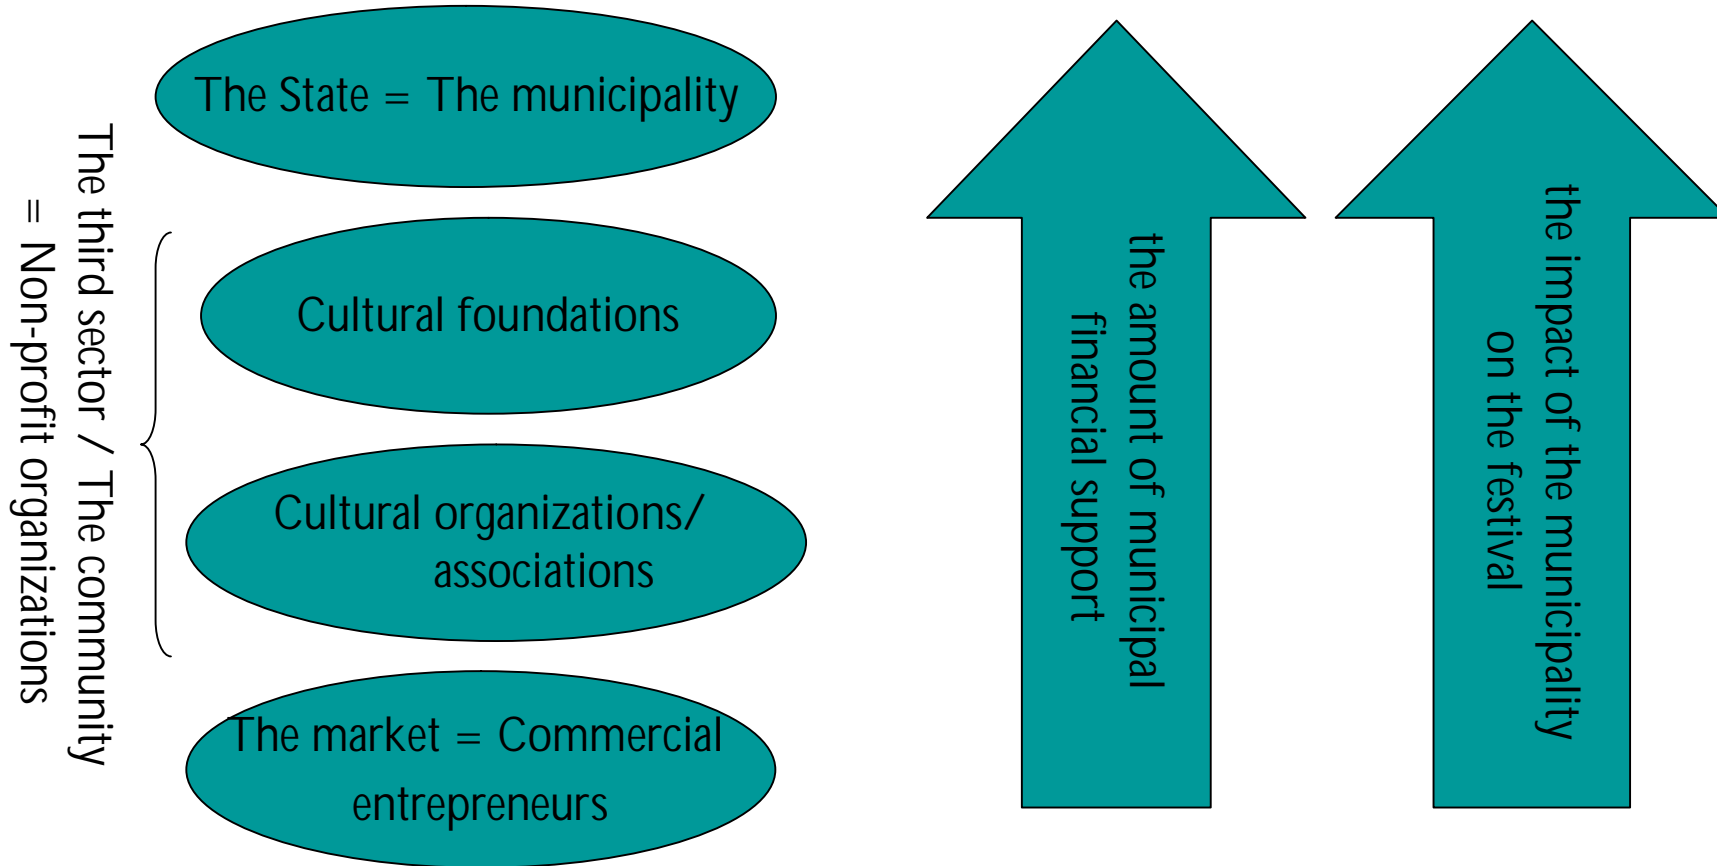 The State = The municipality
The third sector / The community
= Non-profit organizations
Cultural foundations
Cultural organizations/
associations
The market = Commercial
entrepreneurs
the amount of municipal
financial support
the impact of the municipality
on the festival